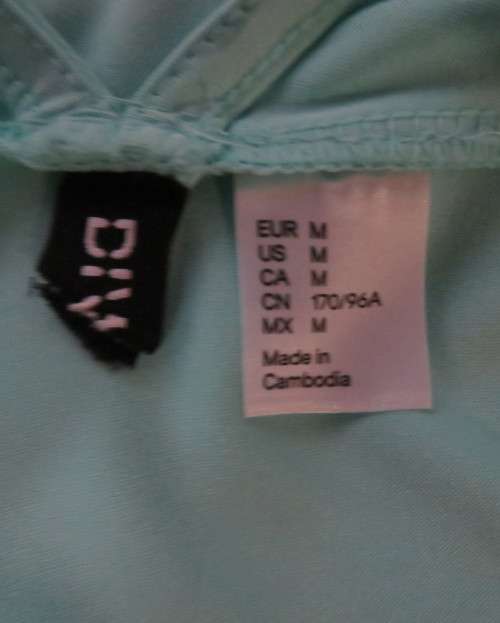 EUR M
US M
CA M
CN 170/96A
MX M
Made in
Cambodia